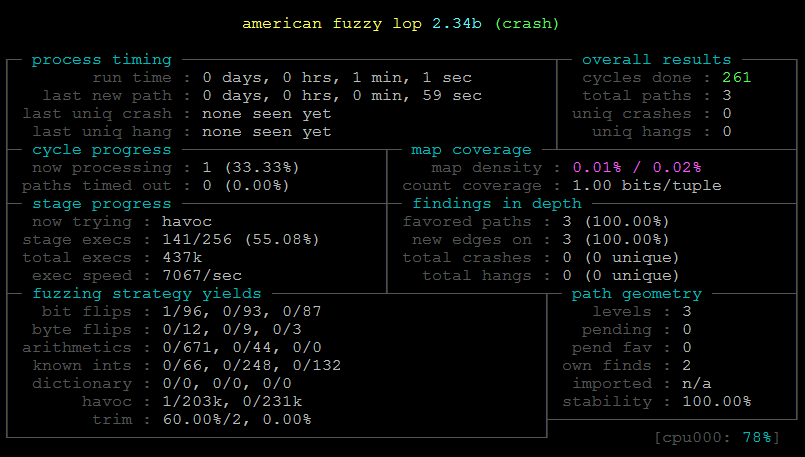 american fuzzy lop 2.34b (crash)
process timing overall results
run time : 0 days, 0 hrs, 1 min, 1 sec cycles done : 261
last new path : 0 days, 0 hrs, 0 min, 59 sec total paths : 3
last uniq crash : none seen yet uniq crashes : 0
last uniq hang : none seen yet uniq hangs : 0
cycle progress map coverage
now processing : 1 (33.33%) map density : 0.01% / 0.02%
paths timed out : 0 (0.00%) count coverage : 1.00 bits/tuple
stage progress findings in depth
now trying : havoc favored paths : 3 (100.00%)
stage execs : 141/256 (55.08%) new edges on : 3 (100.00%)
total execs : 437k total crashes : 0 (0 unique)
exec speed : 7067/sec total hangs : 0 (0 unique)
fuzzing strategy yields path geometry
bit flips : 1/96, 0/93, 0/87 levels : 3
byte flips : 0/12, 0/9, 0/3 pending : 0
arithmetics : 0/671, 0/44, 0/0 pend fav : 0
known ints : 0/66, 0/248, 0/132 own finds : 2
dictionary : 0/0, 0/0, 0/0 imported : n/a
havoc : 1/203k, 0/231k stability : 100.00%
trim : 60.00%/2, 0.00%
[cpu000: 78%]